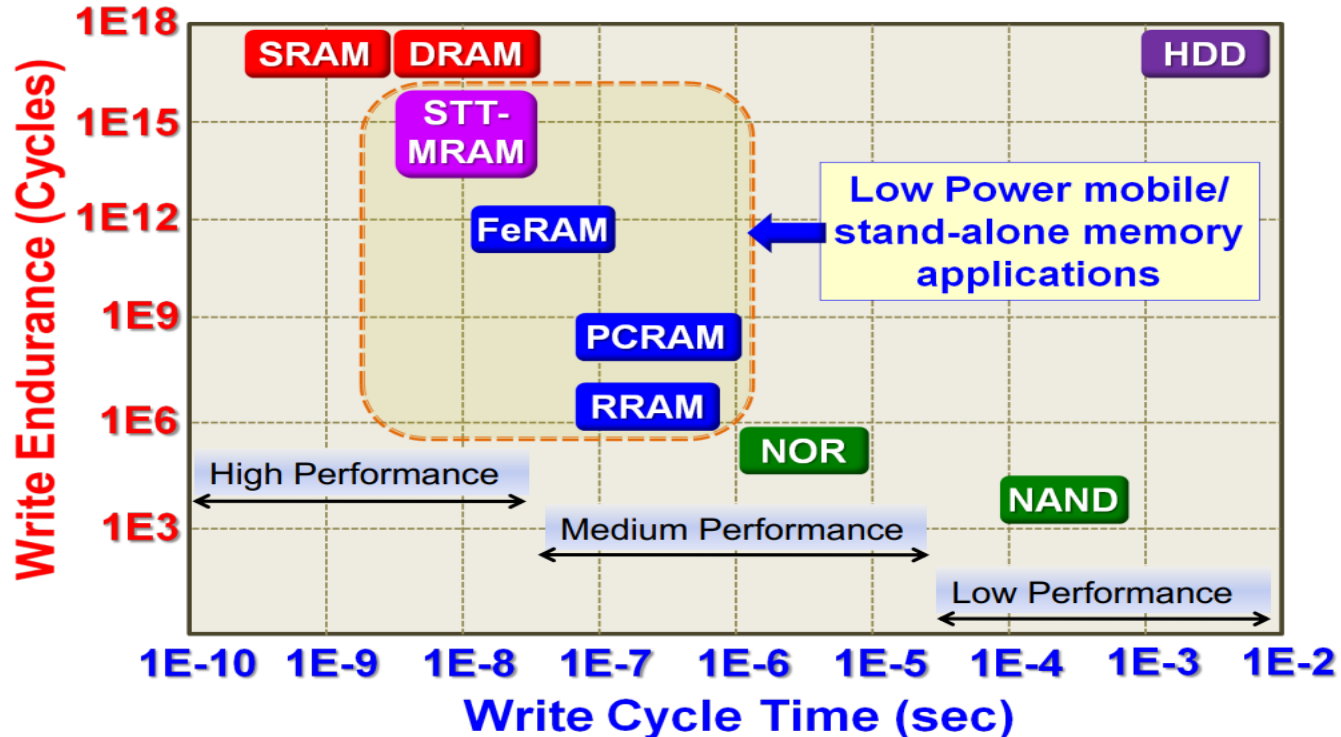 1E18
SRAM
DRAM
HDD
1E15
STT-
MRAM
Low Power mobile/
stand-alone memory
applications
1E12
FeRAM
1E9
PCRAM
RRAM
1E6
NOR
High Performance
NAND
1E3
Medium Performance
Low Performance
Write Endurance (Cycles)
1E-10 1E-9 1E-8 1E-7 1E-6 1E-5 1E-4 1E-3 1E-2
Write Cycle Time (sec)